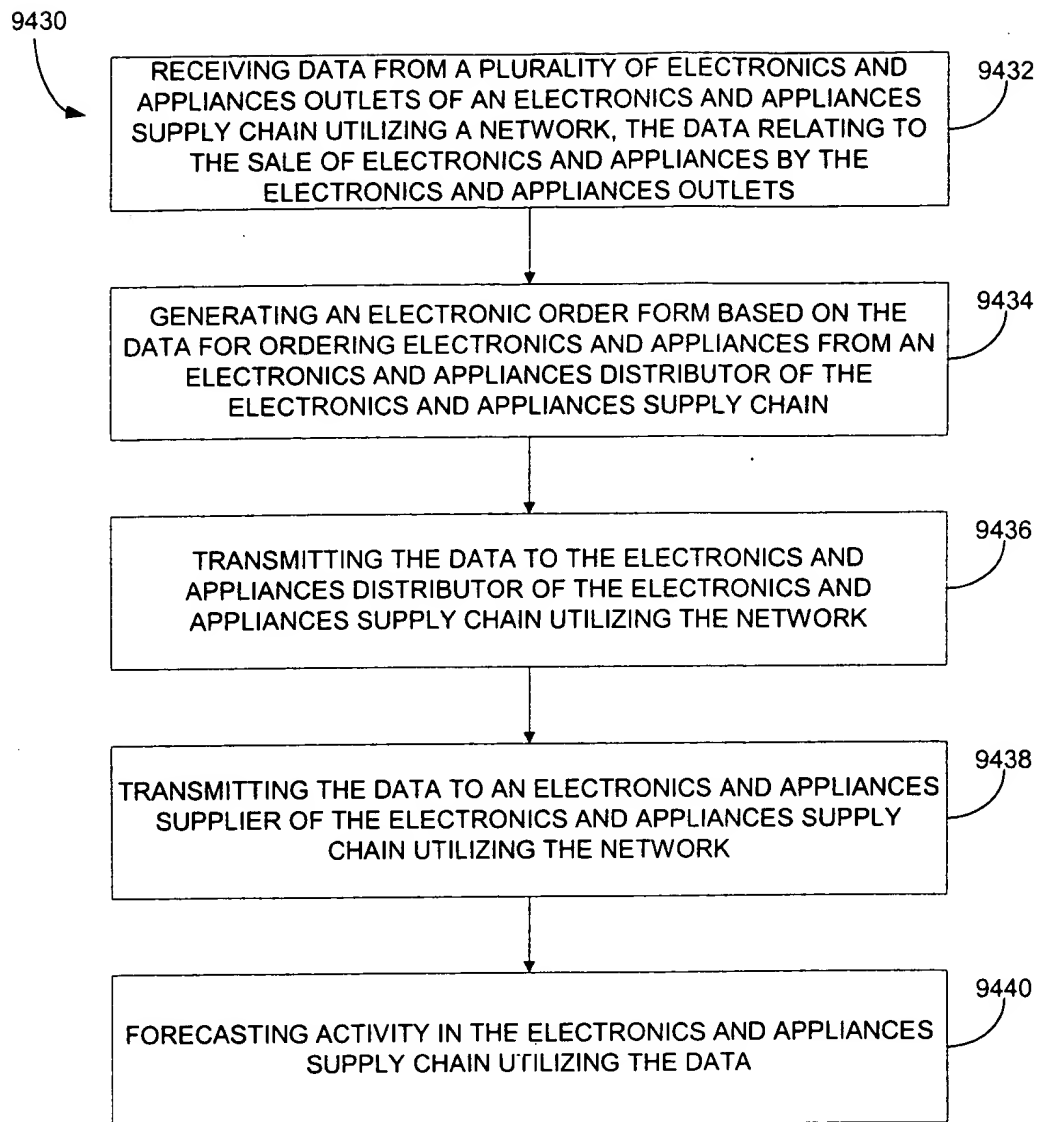 9430
RECEIVING DATA FROM A PLURALITY OF ELECTRONICS AND
APPLIANCES OUTLETS OF AN ELECTRONICS AND APPLIANCES
SUPPLY CHAIN UTILIZING A NETWORK, THE DATA RELATING TO
THE SALE OF ELECTRONICS AND APPLIANCES BY THE
ELECTRONICS AND APPLIANCES OUTLETS
9432
GENERATING AN ELECTRONIC ORDER FORM BASED ON THE
DATA FOR ORDERING ELECTRONICS AND APPLIANCES FROM AN
ELECTRONICS AND APPLIANCES DISTRIBUTOR OF THE
ELECTRONICS AND APPLIANCES SUPPLY CHAIN
9434
TRANSMITTING THE DATA TO THE ELECTRONICS AND
APPLIANCES DISTRIBUTOR OF THE ELECTRONICS AND
APPLIANCES SUPPLY CHAIN UTILIZING THE NETWORK
9436
TRANSMITTING THE DATA TO AN ELECTRONICS AND APPLIANCES
SUPPLIER OF THE ELECTRONICS AND APPLIANCES SUPPLY
CHAIN UTILIZING THE NETWORK
9438
FORECASTING ACTIVITY IN THE ELECTRONICS AND APPLIANCES
SUPPLY CHAIN UTILIZING THE DATA
9440